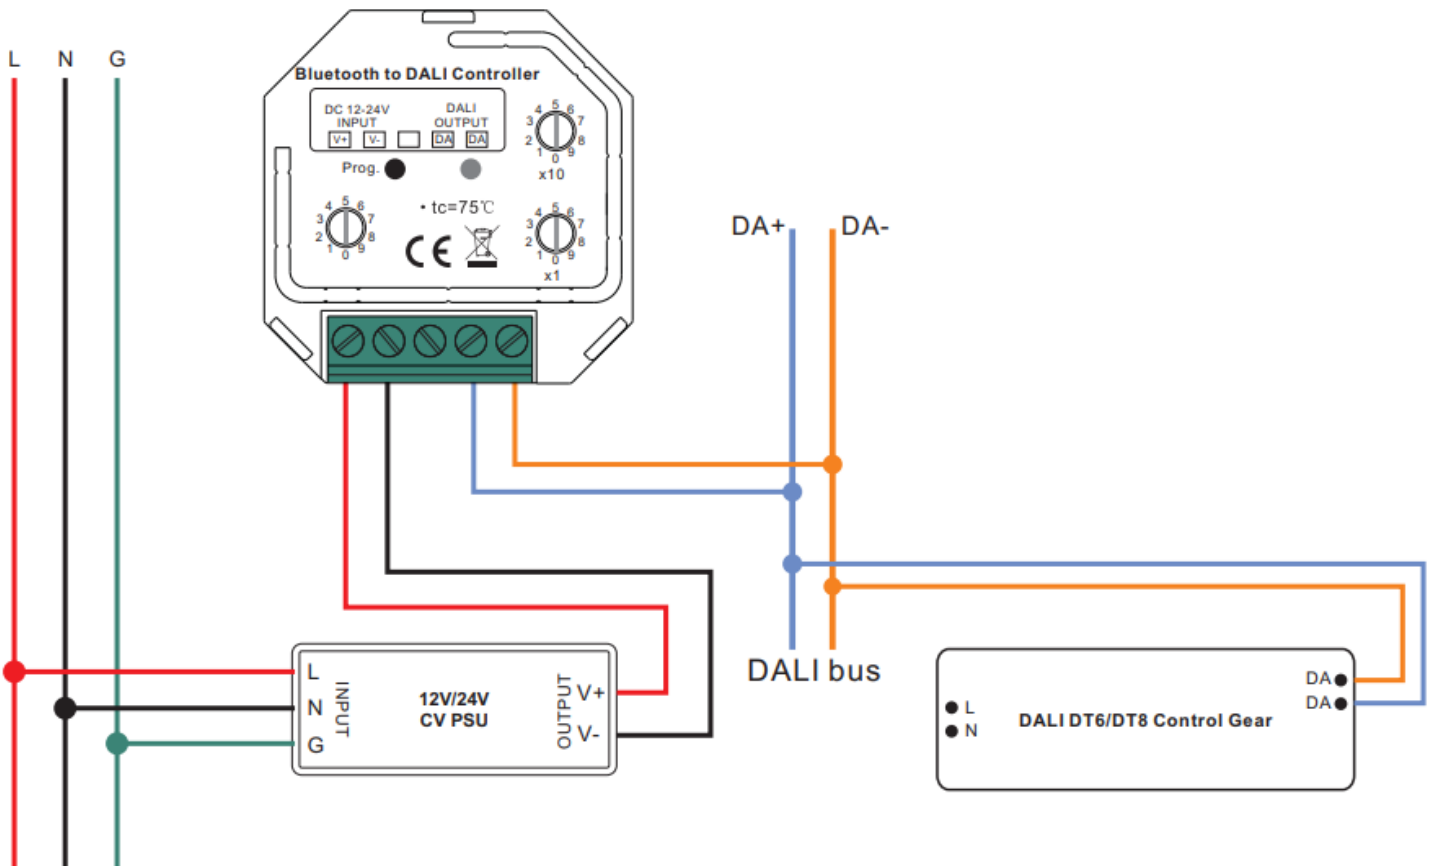 L N G
Bluetooth to DALI Controller
DC 12-24V INPUT
DALI OUTPUT
V+ V- DA DA
Prog.
0 1 2 3 4 5 6 7 8 9
x10
• tc=75℃
0 1 2 3 4 5 6 7 8 9
CE
0 1 2 3 4 5 6 7 8 9
x1
DA+ DA-
DALI bus
L
N
G
INPUT
12V/24V
CV PSU
OUTPUT
V+
V-
L
N
DALI DT6/DT8 Control Gear
DA
DA